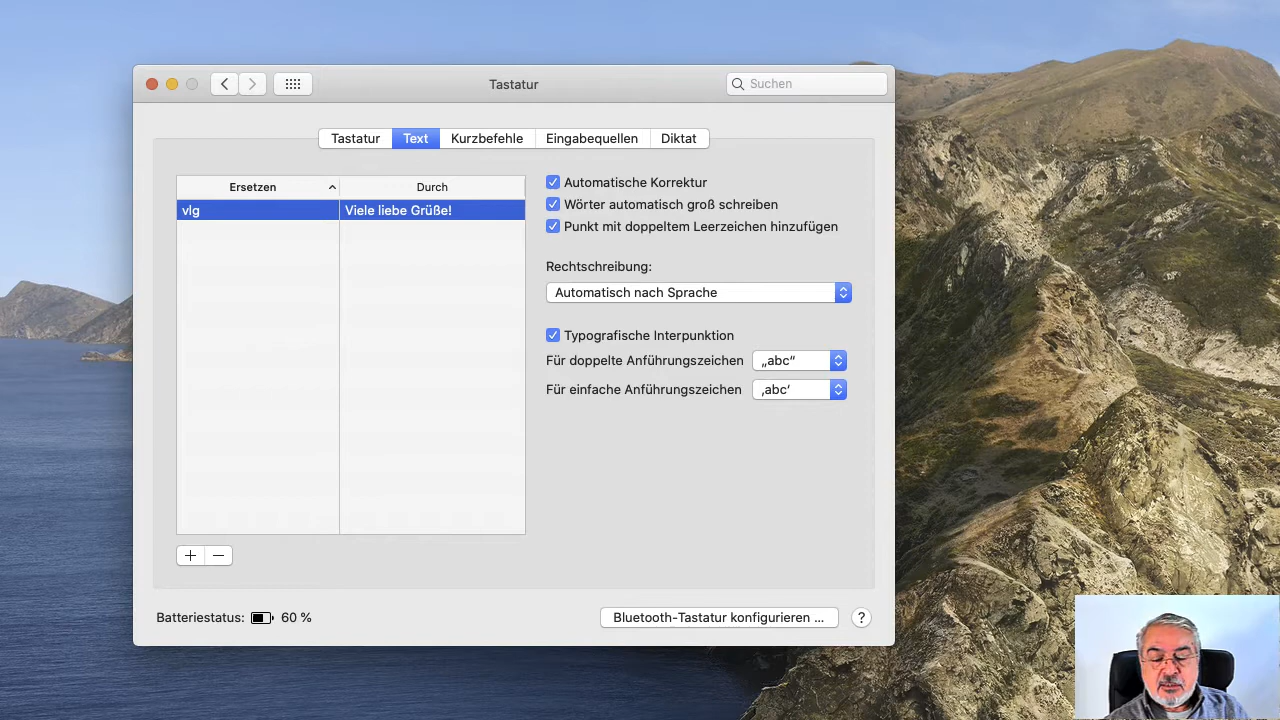 Tastatur
Suchen
Tastatur Text Kurzbefehle Eingabequellen Diktat
Ersetzen Durch
vlg Viele liebe Grüße!
Automatische Korrektur
Wörter automatisch groß schreiben
Punkt mit doppeltem Leerzeichen hinzufügen
Rechtschreibung:
Automatisch nach Sprache
Typografische Interpunktion
Für doppelte Anführungszeichen „abc“
Für einfache Anführungszeichen ‚abc‘
Batteriestatus: 60 %
Bluetooth-Tastatur konfigurieren ... ?